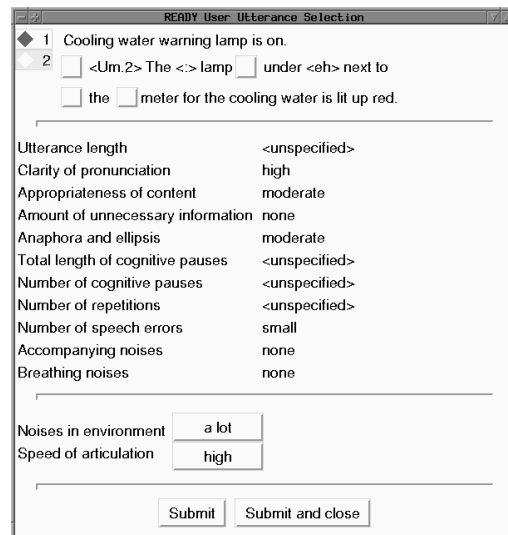 READY User Utterance Selection
1 Cooling water warning lamp is on.
2 <Um.2> The <:> lamp under <eh> next to
the meter for the cooling water is lit up red.
Utterance length <unspecified>
Clarity of pronunciation high
Appropriateness of content moderate
Amount of unnecessary information none
Anaphora and ellipsis moderate
Total length of cognitive pauses <unspecified>
Number of cognitive pauses <unspecified>
Number of repetitions <unspecified>
Number of speech errors small
Accompanying noises none
Breathing noises none
Noises in environment a lot
Speed of articulation high
Submit Submit and close